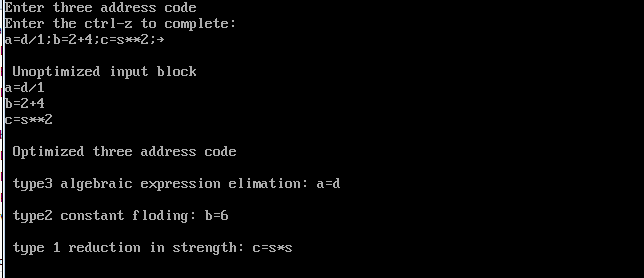 Enter three address code
Enter the ctrl-z to complete:
a=d/1;b=2+4;c=s**2;→
Unoptimized input block
a=d/1
b=2+4
c=s**2
Optimized three address code
type3 algebraic expression elimation: a=d
type2 constant floding: b=6
type 1 reduction in strength: c=s*s